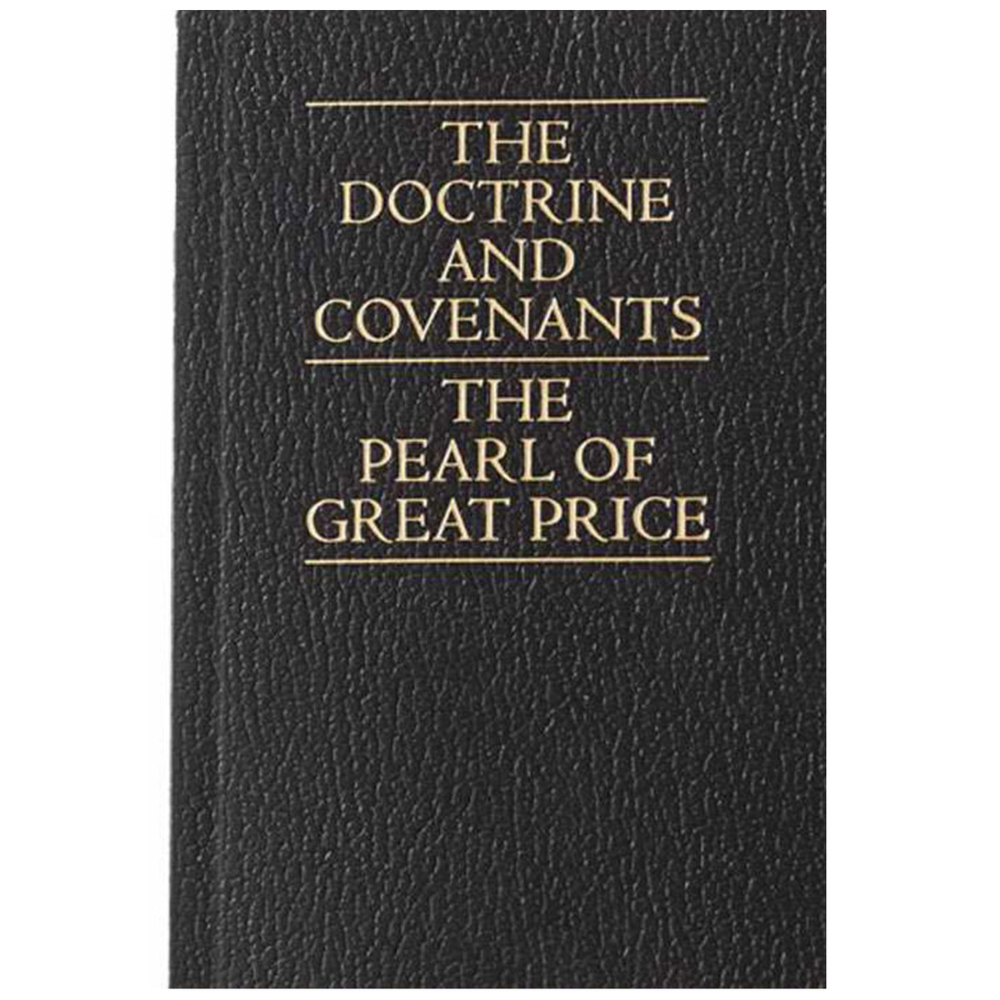 THE
DOCTRINE
AND
COVENANTS
THE
PEARL OF
GREAT PRICE